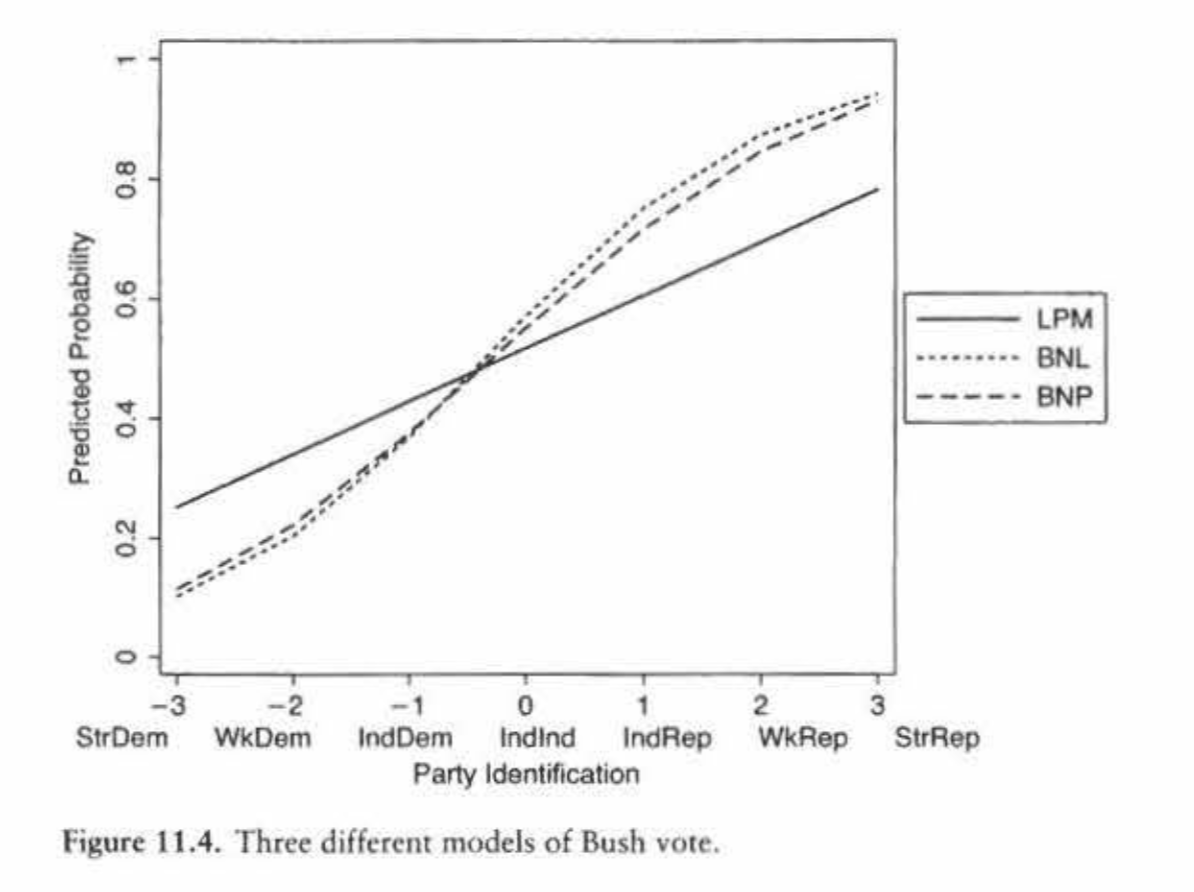 1
0.8
0.6
0.4
0.2
0
Predicted Probability
LPM
BNL
BNP
−3 −2 −1 0 1 2 3
StrDem WkDem IndDem IndInd IndRep WkRep StrRep
Party Identification
Figure 11.4. Three different models of Bush vote.